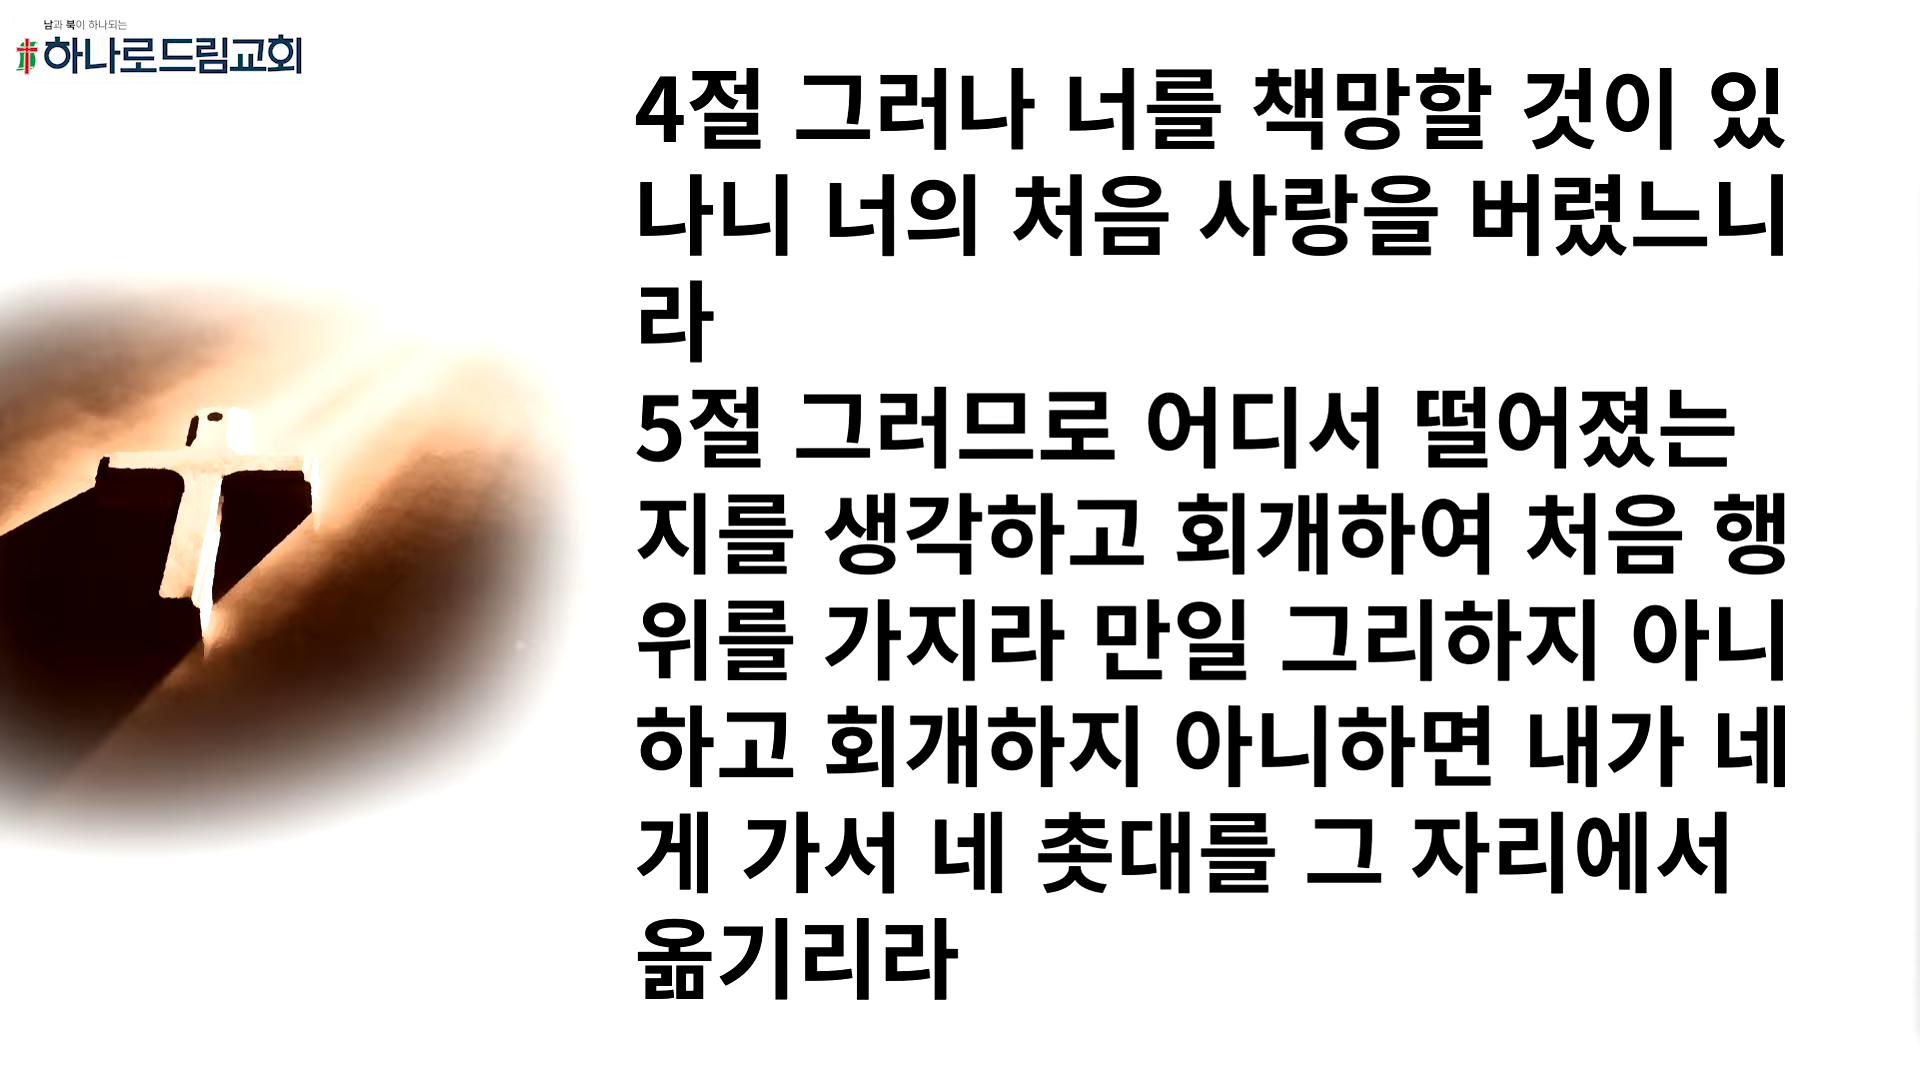 남과 북이 하나되는
하나로드림교회
4절 그러나 너를 책망할 것이 있
나니 너의 처음 사랑을 버렸느니
라
5절 그러므로 어디서 떨어졌는
지를 생각하고 회개하여 처음 행
위를 가지라 만일 그리하지 아니
하고 회개하지 아니하면 내가 네
게 가서 네 촛대를 그 자리에서
옮기리라